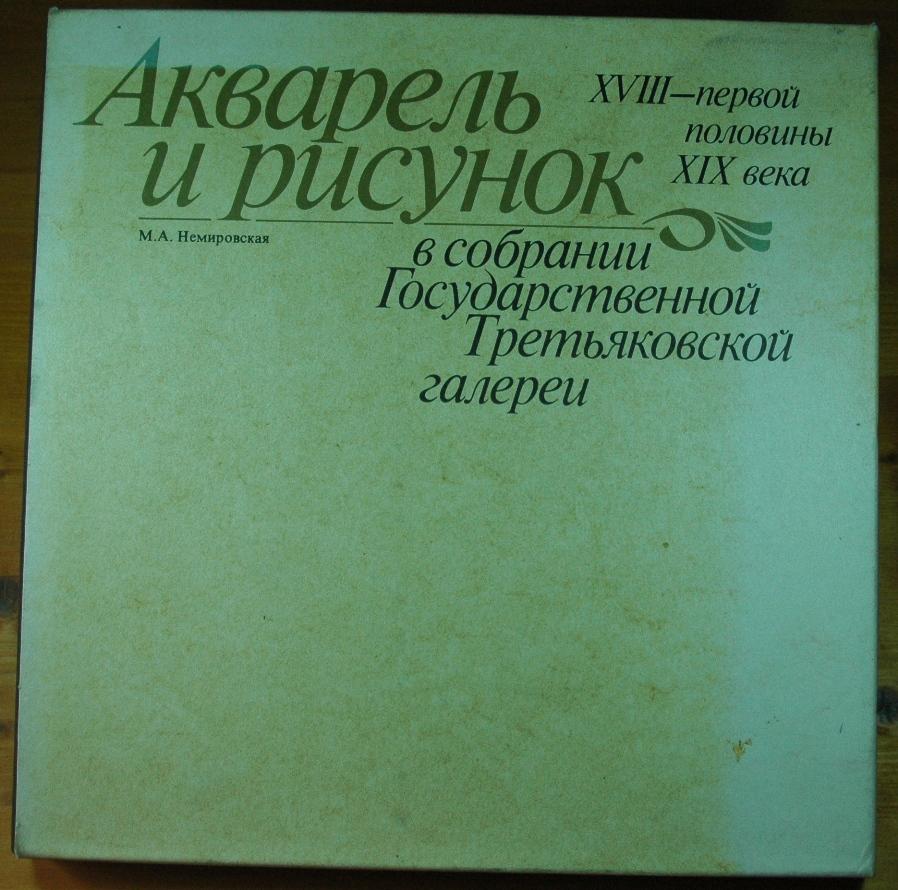 Акварель
и рисунок
XVIII—первой
половины
XIX века
М.А. Немировская
в собрании
Государственной
Третьяковской
галереи